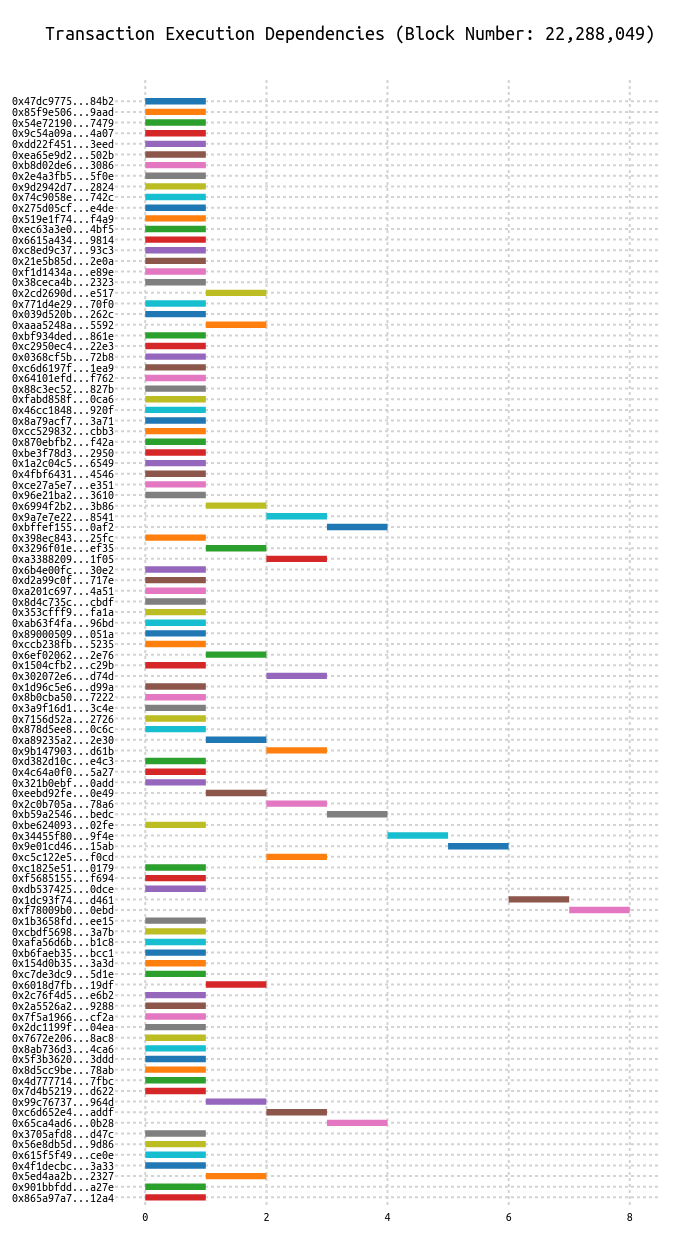 Transaction Execution Dependencies (Block Number: 22,288,049)
0x47dc9775...84b2
0x85f9e506...9aad
0x54e72190...7479
0x9c54a09a...4a07
0xdd22f451...3eed
0xea65e9d2...502b
0xb8d02de6...3086
0x2e4a3fb5...5f0e
0x9d2942d7...2824
0x74c9058e...742c
0x275d05cf...e4de
0x519e1f74...f4a9
0xec63a3e0...4bf5
0x6615a434...9814
0xc8ed9c37...93c3
0x21e5b85d...2e0a
0xf1d1434a...e89e
0x38ceca4b...2323
0x2cd2690d...e517
0x771d4e29...70f0
0x039d520b...262c
0xaaa5248a...5592
0xbf934ded...861e
0xc2950ec4...22e3
0x0368cf5b...72b8
0xc6d6197f...1ea9
0x64101efd...f762
0x88c3ec52...827b
0xfabd858f...0ca6
0x46cc1848...920f
0x8a79acf7...3a71
0xcc529832...cbb3
0x870ebfb2...f42a
0xbe3f78d3...2950
0x1a2c04c5...6549
0x4fbf6431...4546
0xce27a5e7...e351
0x96e21ba2...3610
0x6994f2b2...3b86
0x9a7e7e22...8541
0xbffef155...0af2
0x398ec843...25fc
0x3296f01e...ef35
0xa3388209...1f05
0x6b4e00fc...30e2
0xd2a99c0f...717e
0xa201c697...4a51
0x8d4c735c...cbdf
0x353cfff9...fa1a
0xab63f4fa...96bd
0x89000509...051a
0xccb238fb...5235
0x6ef02062...2e76
0x1504cfb2...c29b
0x302072e6...d74d
0x1d96c5e6...d99a
0x8b0cba50...7222
0x3a9f16d1...3c4e
0x7156d52a...2726
0x878d5ee8...0c6c
0xa89235a2...2e30
0x9b147903...d61b
0xd382d10c...e4c3
0x4c64a0f0...5a27
0x321b0ebf...0add
0xeebd92fe...0e49
0x2c0b705a...78a6
0xb59a2546...bedc
0xbe624093...02fe
0x34455f80...9f4e
0x9e01cd46...15ab
0xc5c122e5...f0cd
0xc1825e51...0179
0xf5685155...f694
0xdb537425...0dce
0x1dc93f74...d461
0xf78009b0...0ebd
0x1b3658fd...ee15
0xcbdf5698...3a7b
0xafa56d6b...b1c8
0xb6faeb35...bcc1
0x154d0b35...3a3d
0xc7de3dc9...5d1e
0x6018d7fb...19df
0x2c76f4d5...e6b2
0x2a5526a2...9288
0x7f5a1966...cf2a
0x2dc1199f...04ea
0x7672e206...8ac8
0x8ab736d3...4ca6
0x5f3b3620...3ddd
0x8d5cc9be...78ab
0x4d777714...7fbc
0x7d4b5219...d622
0x99c76737...964d
0xc6d652e4...addf
0x65ca4ad6...0b28
0x3705afd8...d47c
0x56e8db5d...9d86
0x615f5f49...ce0e
0x4f1decbc...3a33
0x5ed4aa2b...2327
0x901bbfdd...a27e
0x865a97a7...12a4
0 2 4 6 8